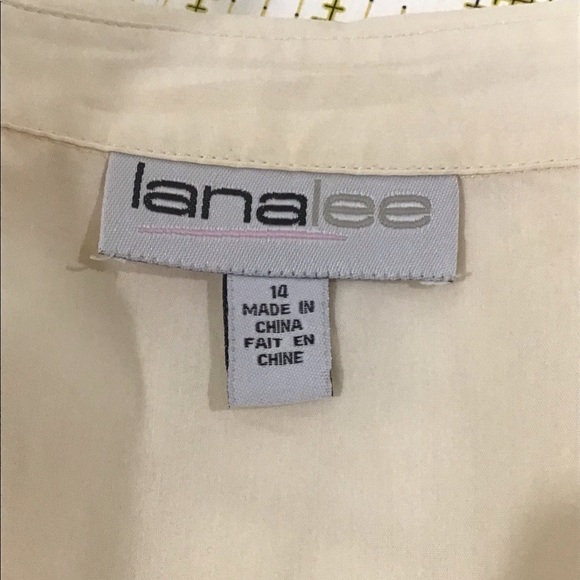 lanalee
14
MADE IN
CHINA
FAIT EN
CHINE